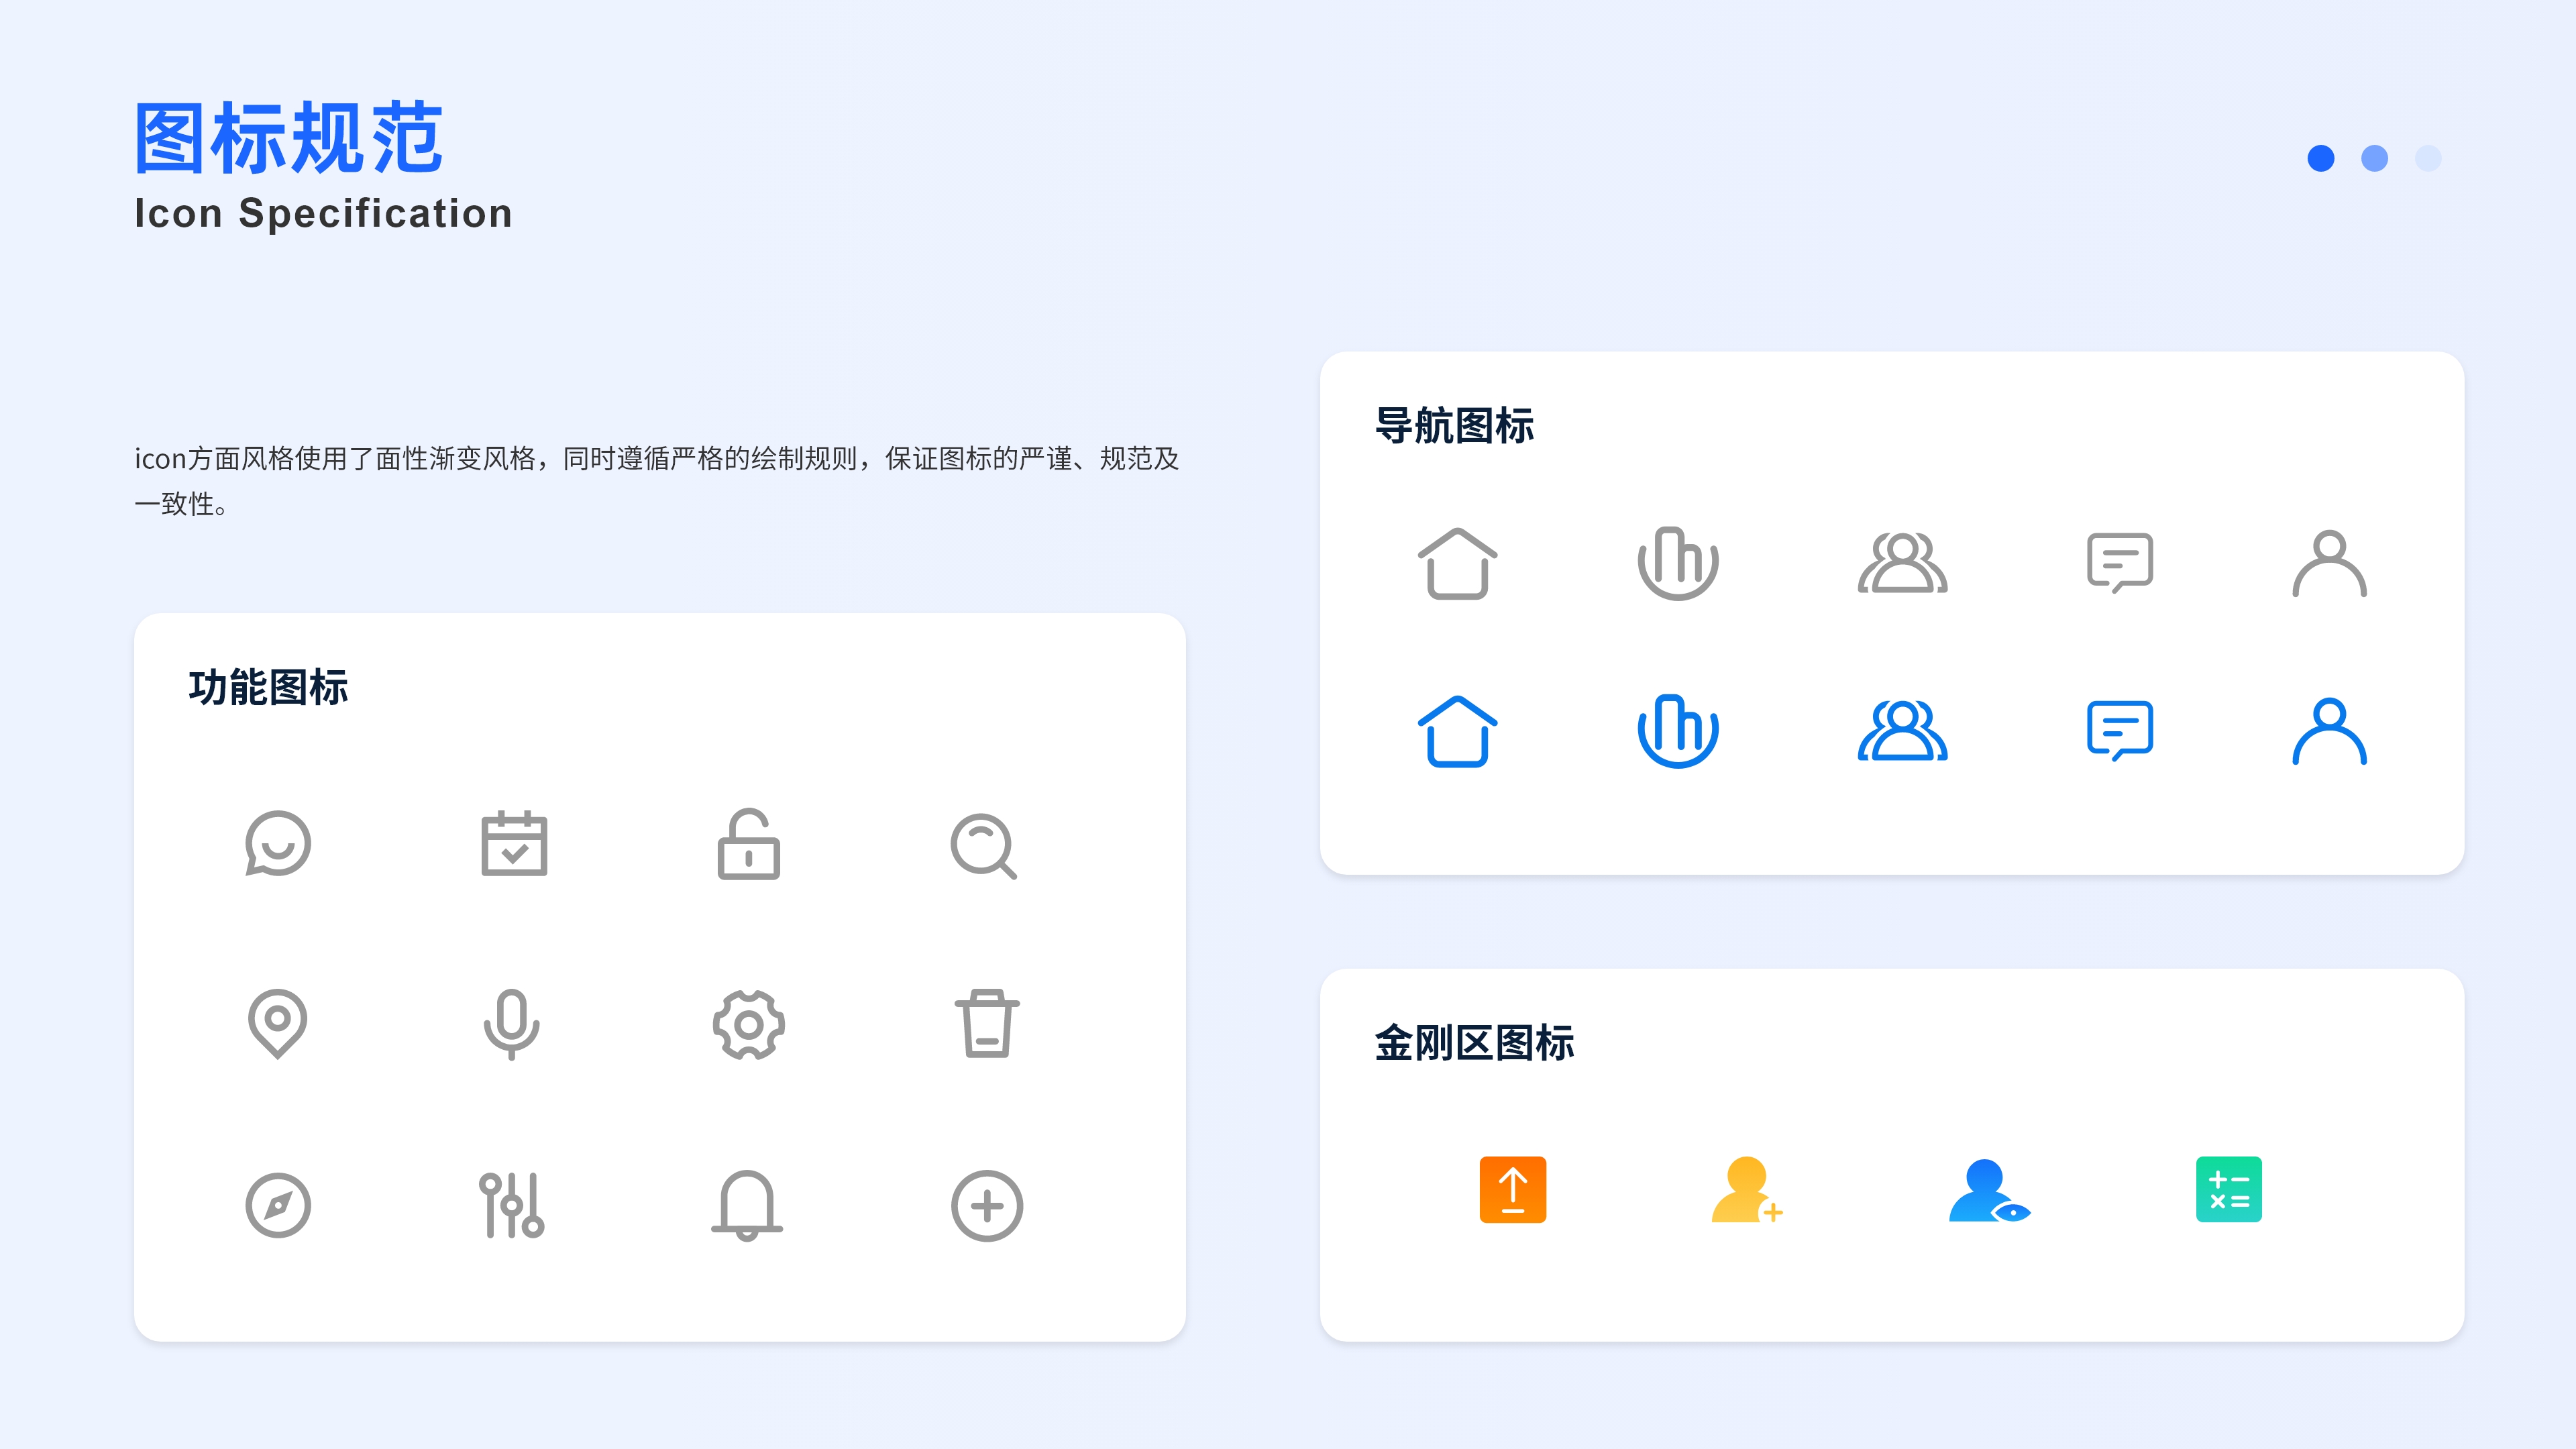 图标规范
Icon Specification
icon方面风格使用了面性渐变风格，同时遵循严格的绘制规则，保证图标的严谨、规范及
一致性。
功能图标
导航图标
金刚区图标